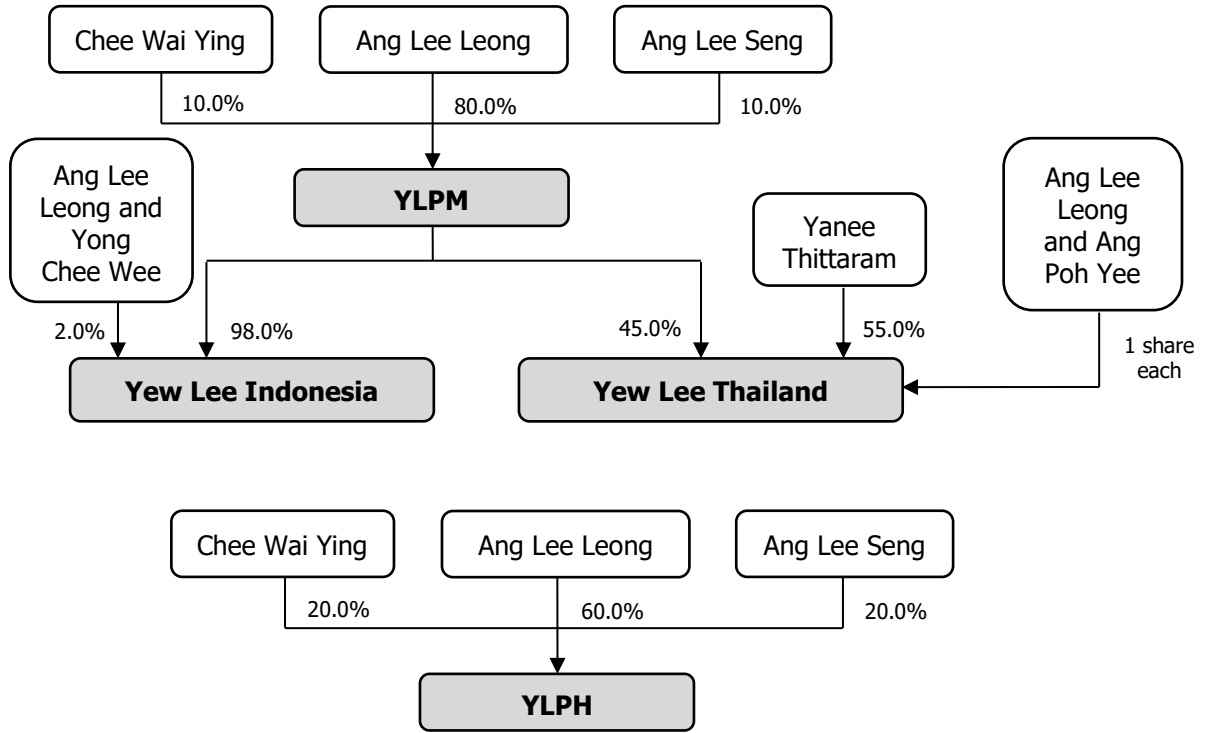 Chee Wai Ying
Ang Lee Leong
Ang Lee Seng
10.0%
80.0%
10.0%
Ang Lee
Leong and
Yong
Chee Wee
YLPM
Yanee
Thittaram
Ang Lee
Leong
and Ang
Poh Yee
2.0%
98.0%
45.0%
55.0%
1 share
each
Yew Lee Indonesia
Yew Lee Thailand
Chee Wai Ying
Ang Lee Leong
Ang Lee Seng
20.0%
60.0%
20.0%
YLPH